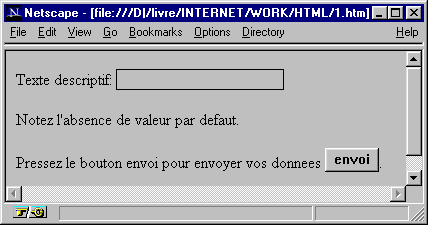 Netscape - [file:///D|/livre/INTERNET/WORK/HTML/1.htm]
File Edit View Go Bookmarks Options Directory Help
Texte descriptif:
Notez l'absence de valeur par defaut.
Pressez le bouton envoi pour envoyer vos donnees envoi.